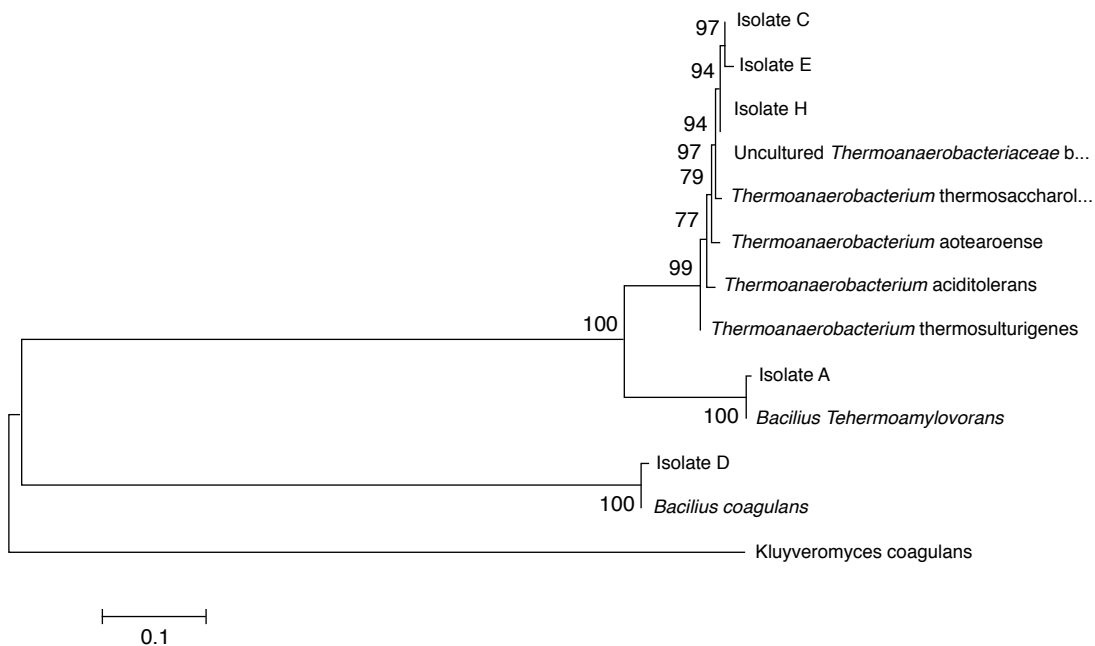 97
Isolate C
Isolate E
94
Isolate H
94
97
Uncultured Thermoanaerobacteriaceae b...
79
Thermoanaerobacterium thermosaccharol...
77
Thermoanaerobacterium aotearoense
99
Thermoanaerobacterium aciditolerans
100
Thermoanaerobacterium thermosulturigenes
Isolate A
100
Bacilius Tehermoamylovorans
Isolate D
100
Bacilius coagulans
Kluyveromyces coagulans
0.1